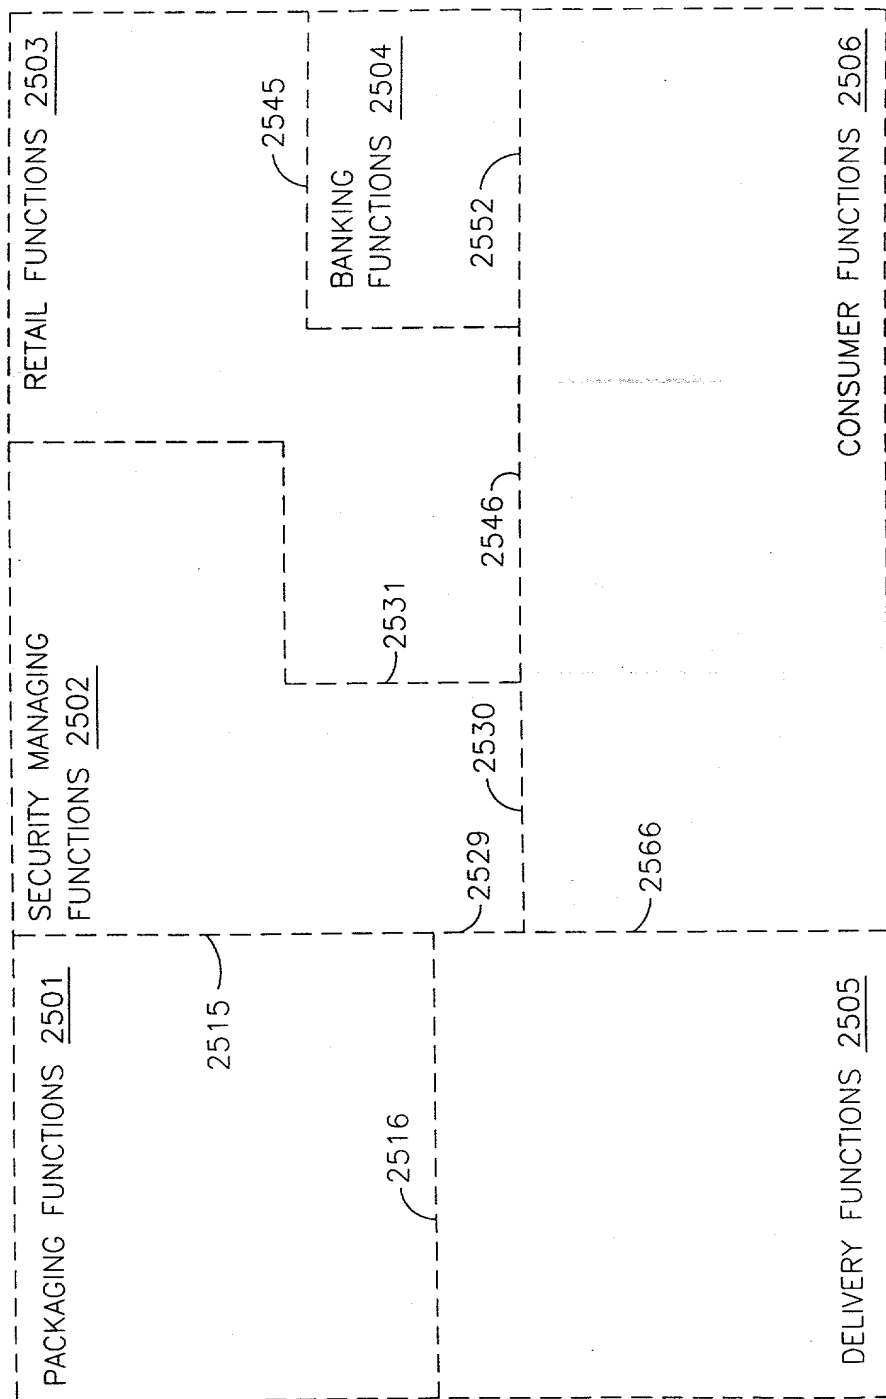 PACKAGING FUNCTIONS 2501
SECURITY MANAGING
FUNCTIONS 2502
RETAIL FUNCTIONS 2503
2515
2545
BANKING
FUNCTIONS 2504
2531
2516
2529
2530
2546
2552
2566
DELIVERY FUNCTIONS 2505
CONSUMER FUNCTIONS 2506